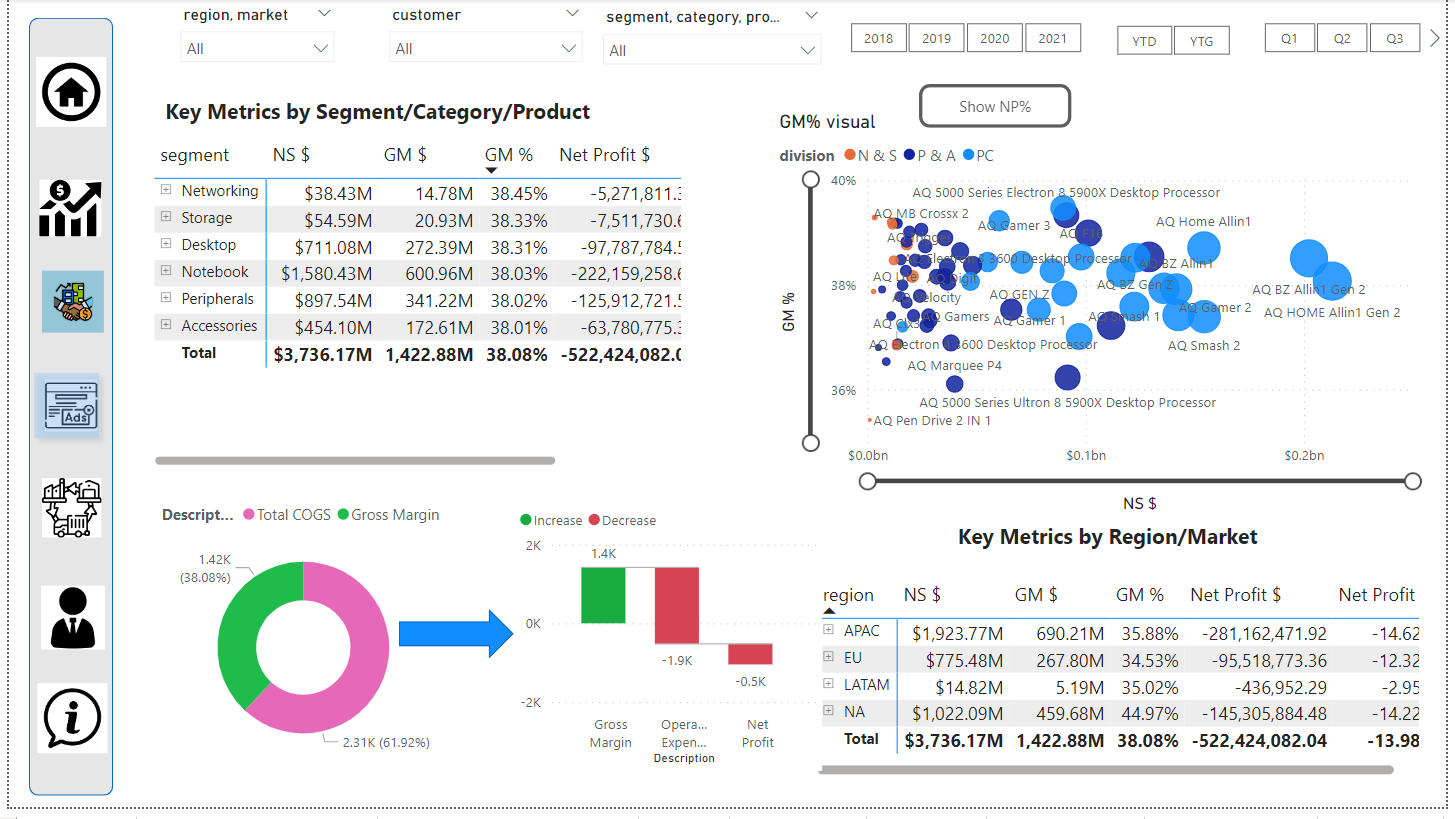 region, market
customer
segment, category, pro...
All
All
All
2018 2019 2020 2021
YTD YTG
Q1 Q2 Q3
Key Metrics by Segment/Category/Product
segment NS $ GM $ GM % Net Profit $
Networking $38.43M 14.78M 38.45% -5,271,811.
Storage $54.59M 20.93M 38.33% -7,511,730.
Desktop $711.08M 272.39M 38.31% -97,787,784.
Notebook $1,580.43M 600.96M 38.03% -222,159,258.
Peripherals $897.54M 341.22M 38.02% -125,912,721.
Accessories $454.10M 172.61M 38.01% -63,780,775.
Total $3,736.17M 1,422.88M 38.08% -522,424,082.
Show NP%
GM% visual
division N & S P & A PC
40%
38%
36%
GM %
AQ 5000 Series Electron 8 5900X Desktop Processor
AQ MB Crossx 2
AQ Gamer 3
AQ Home Allin1
AQ BZ Allin1
AQ Digit
AQ BZ Gen Z
AQ BZ Allin1 Gen 2
AQ Velocity
AQ GEN Z
AQ Gamer 2
AQ HOME Allin1 Gen 2
AQ Gamers
AQ Gamer 1
AQ Smash 1
AQ Clx3
AQ Electron 4 3600 Desktop Processor
AQ Smash 2
AQ Marquee P4
AQ 5000 Series Ultron 8 5900X Desktop Processor
AQ Pen Drive 2 IN 1
$0.0bn $0.1bn $0.2bn
NS $
Descript... Total COGS Gross Margin
1.42K
(38.08%)
2.31K (61.92%)
Increase Decrease
2K
0K
-2K
1.4K
-1.9K
-0.5K
Gross
Margin
Opera...
Expen...
Net
Profit
Description
Key Metrics by Region/Market
region NS $ GM $ GM % Net Profit $ Net Profit
APAC $1,923.77M 690.21M 35.88% -281,162,471.92 -14.62
EU $775.48M 267.80M 34.53% -95,518,773.36 -12.32
LATAM $14.82M 5.19M 35.02% -436,952.29 -2.95
NA $1,022.09M 459.68M 44.97% -145,305,884.48 -14.22
Total $3,736.17M 1,422.88M 38.08% -522,424,082.04 -13.98
Ads